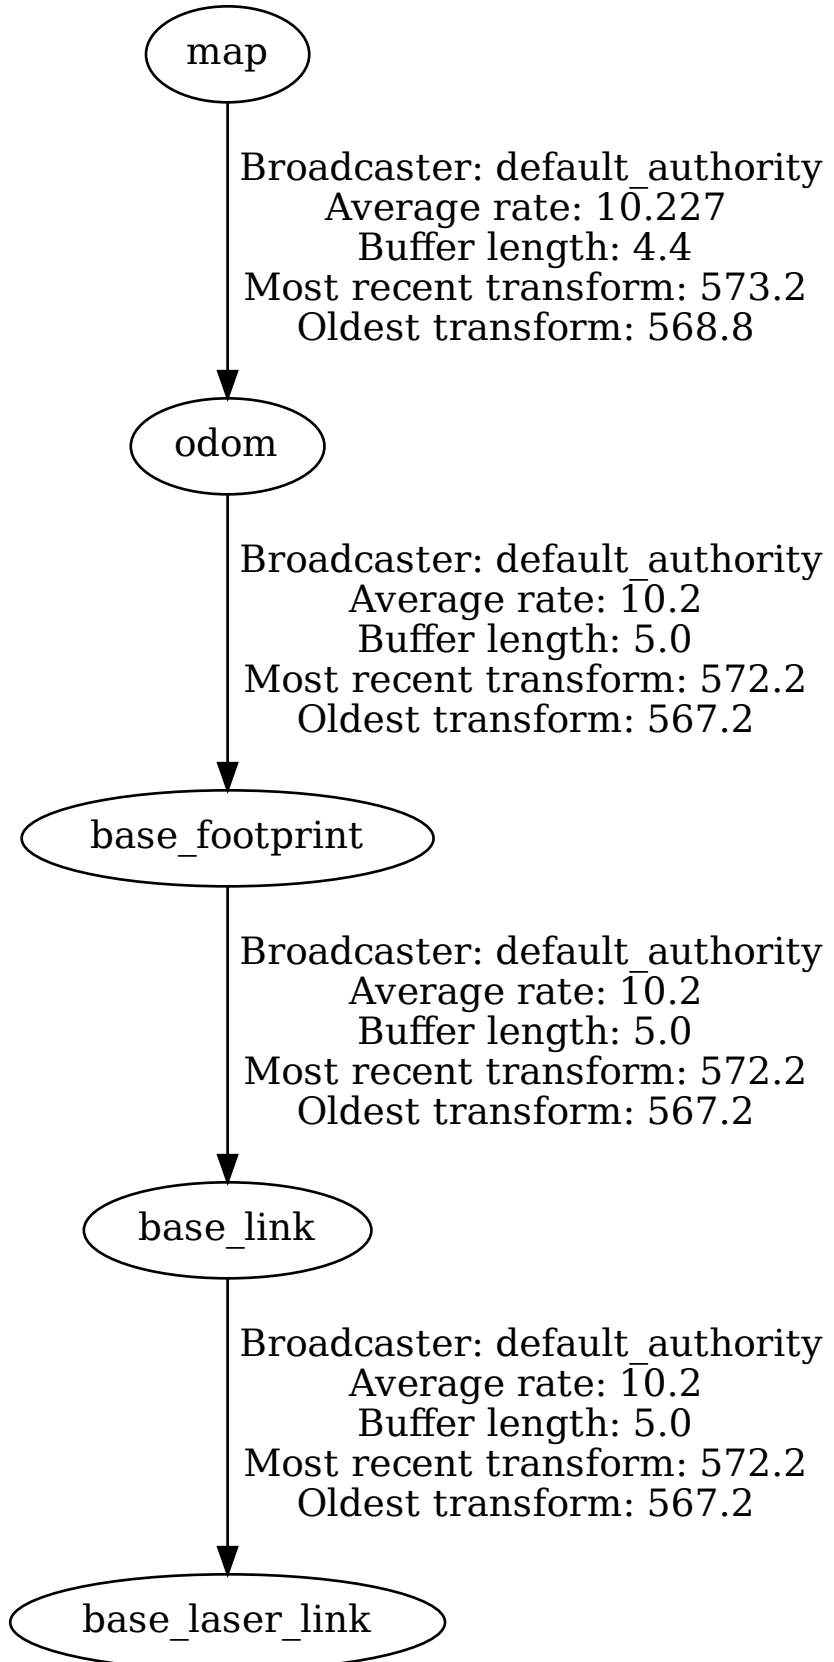 map
Broadcaster: default_authority
Average rate: 10.227
Buffer length: 4.4
Most recent transform: 573.2
Oldest transform: 568.8
odom
Broadcaster: default_authority
Average rate: 10.2
Buffer length: 5.0
Most recent transform: 572.2
Oldest transform: 567.2
base_footprint
Broadcaster: default_authority
Average rate: 10.2
Buffer length: 5.0
Most recent transform: 572.2
Oldest transform: 567.2
base_link
Broadcaster: default_authority
Average rate: 10.2
Buffer length: 5.0
Most recent transform: 572.2
Oldest transform: 567.2
base_laser_link